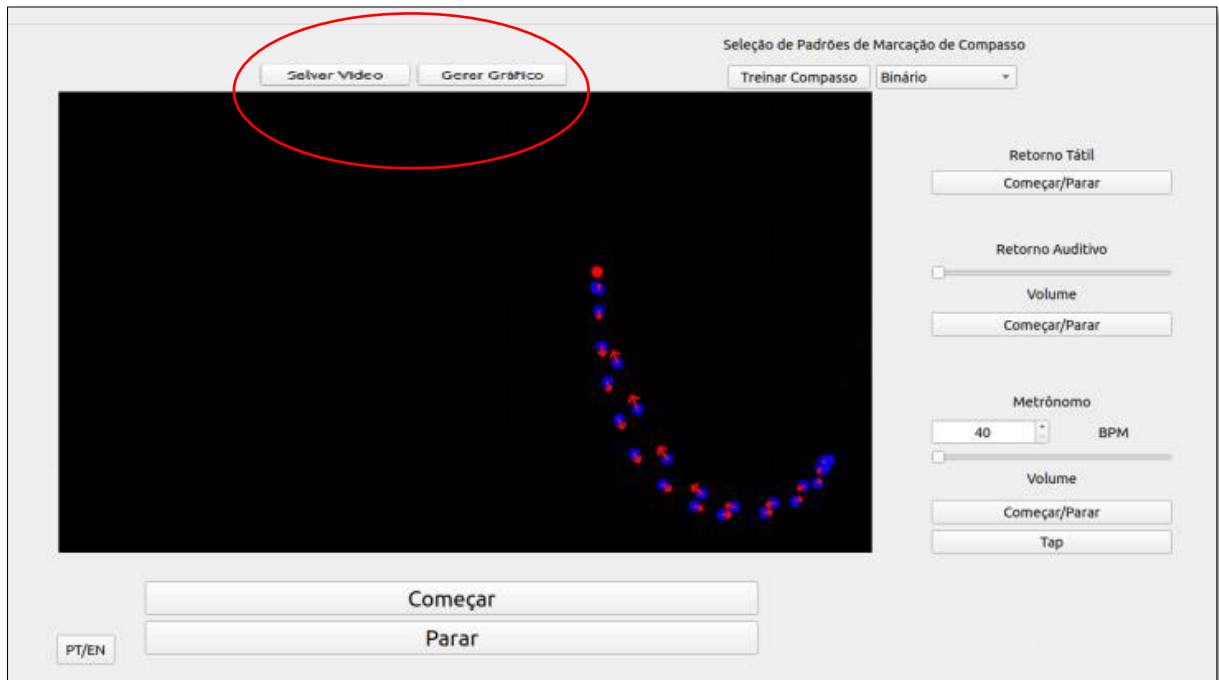 Seleção de Padrões de Marcação de Compasso
Salvar Vídeo
Gerar Gráfico
Treinar Compasso
Binário
Retorno Tátil
Começar/Parar
Retorno Auditivo
Volume
Começar/Parar
Metrônomo
40
BPM
Volume
Começar/Parar
Tap
Começar
Parar
PT/EN